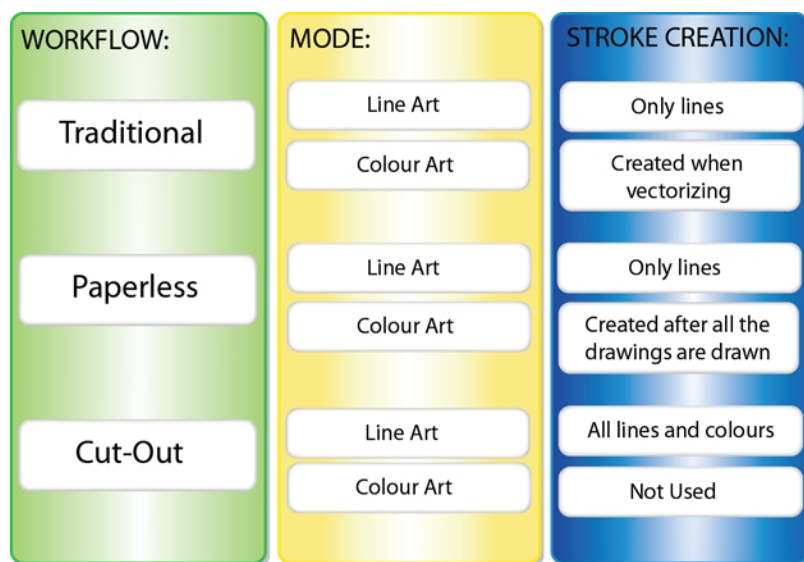 WORKFLOW:
MODE:
STROKE CREATION:
Traditional
Line Art
Only lines
Colour Art
Created when
vectorizing
Paperless
Line Art
Only lines
Colour Art
Created after all the
drawings are drawn
Cut-Out
Line Art
All lines and colours
Colour Art
Not Used